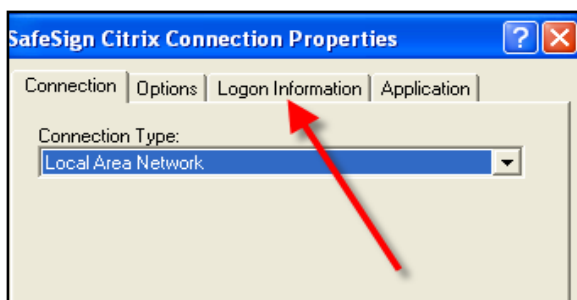 SafeSign Citrix Connection Properties
Connection Options Logon Information Application
Connection Type:
Local Area Network